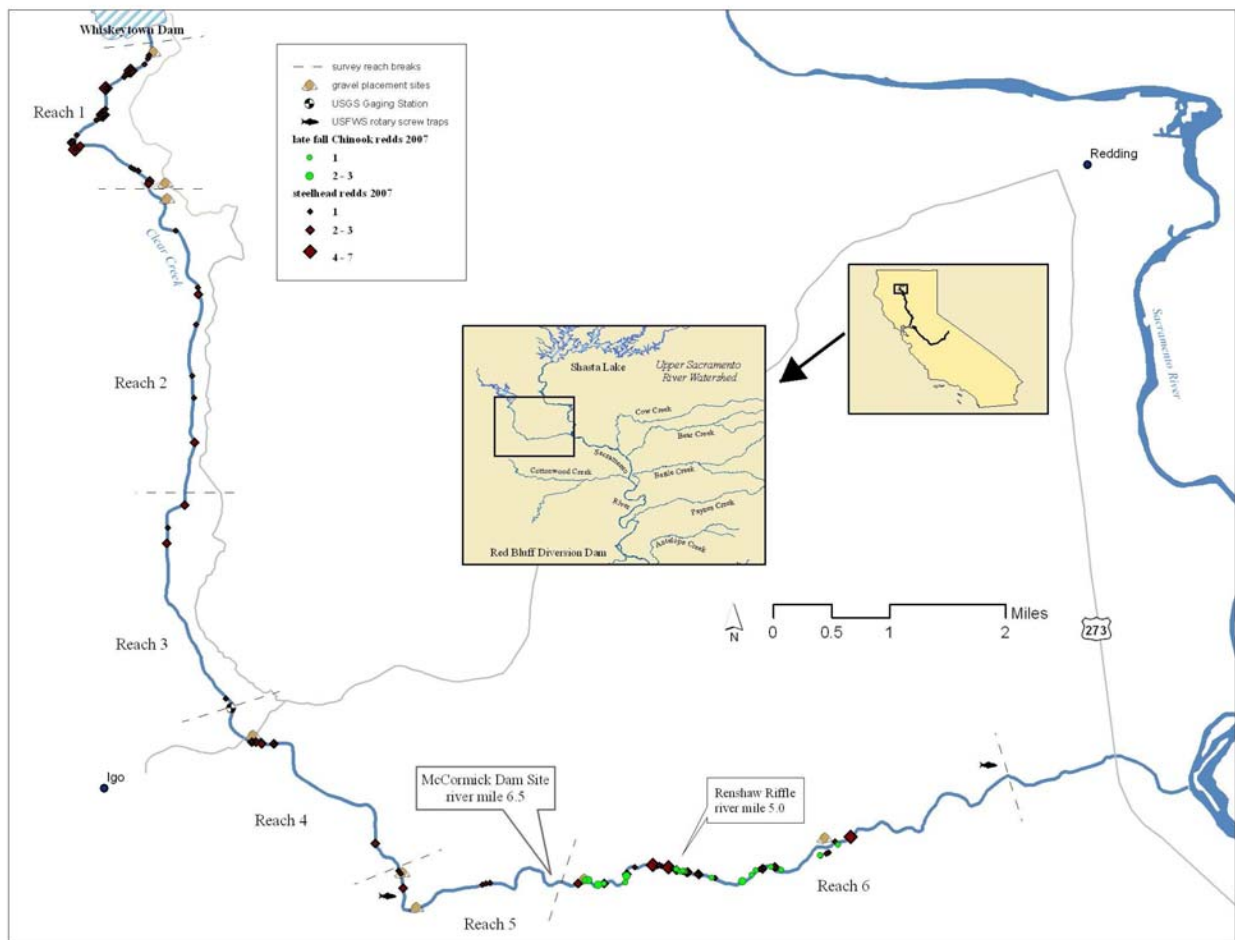 Whiskeytown Dam
survey reach breaks
gravel placement sites
USGS Gaging Station
USFWS rotary screw traps
late fall Chinook redds 2007
1
2 - 3
steelhead redds 2007
1
2 - 3
4 - 7
Reach 1
Redding
Clear Creek
Sacramento River
Reach 2
Shasta Lake
Upper Sacramento
River Watershed
Cow Creek
Bear Creek
Sacramento
Cottonwood Creek
Battle Creek
River
Paynes Creek
Antelope Creek
Red Bluff Diversion Dam
N
Miles
0
0.5
1
2
273
Reach 3
Igo
McCormick Dam Site
river mile 6.5
Renshaw Riffle
river mile 5.0
Reach 4
Reach 5
Reach 6